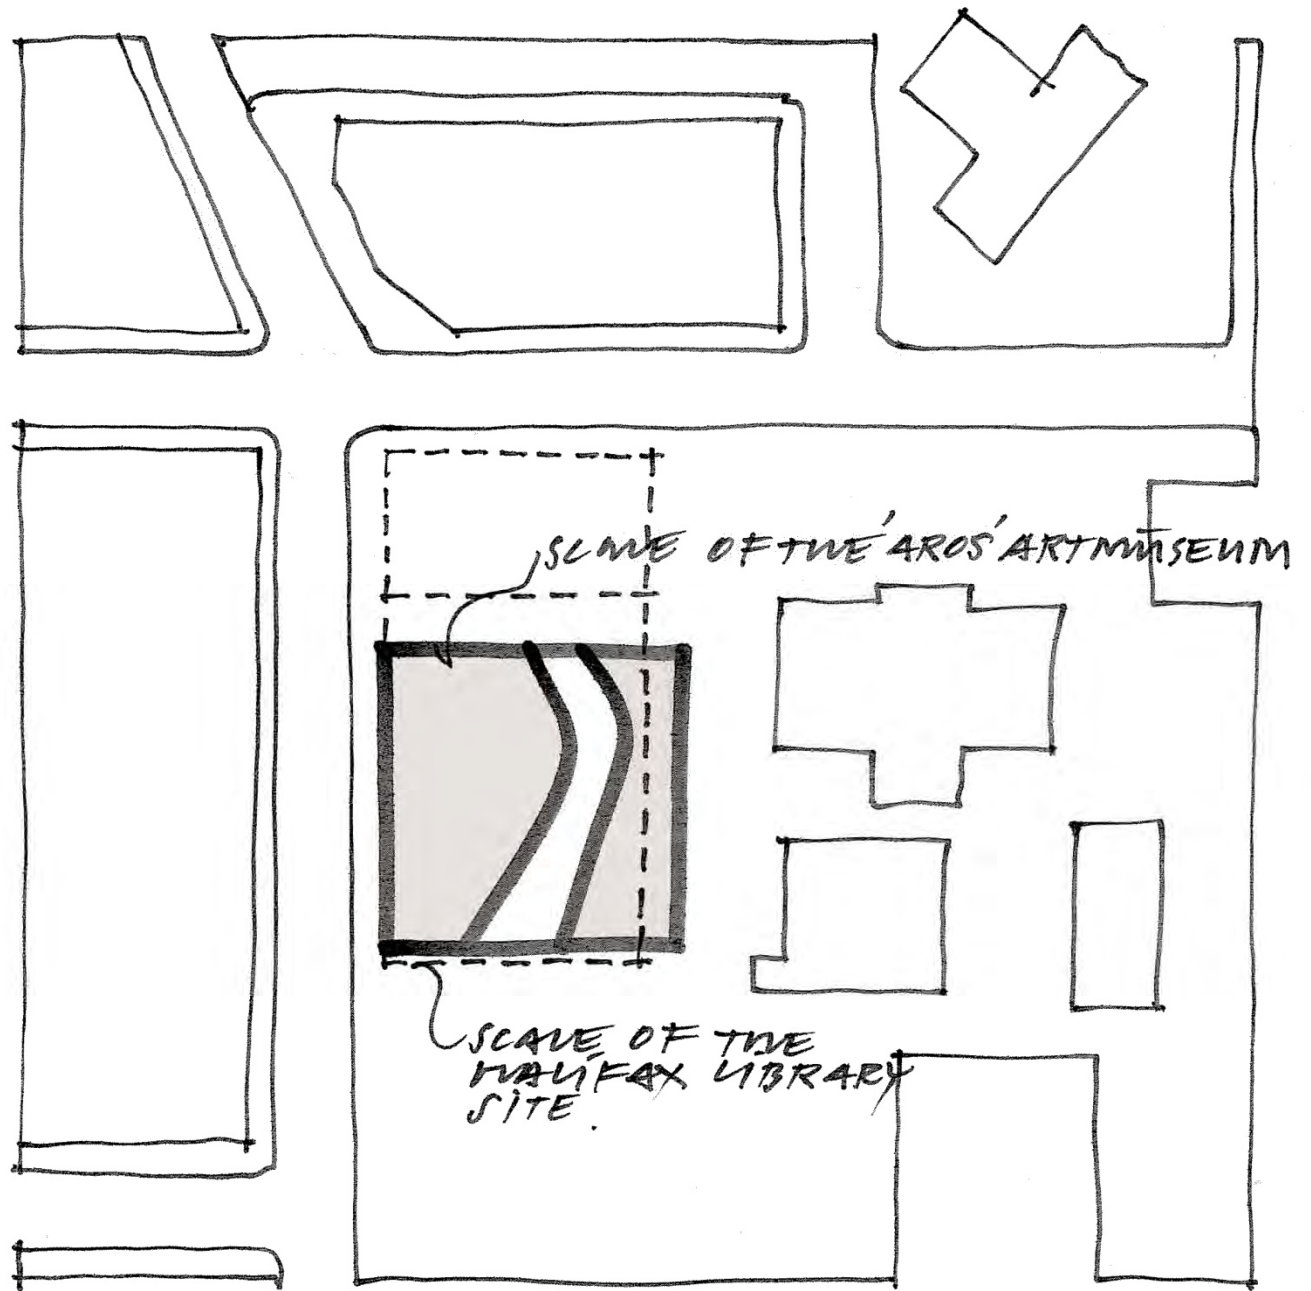 SCALE OF THE 'AROS' ART MUSEUM
SCALE OF THE
HALIFAX LIBRARY
SITE.